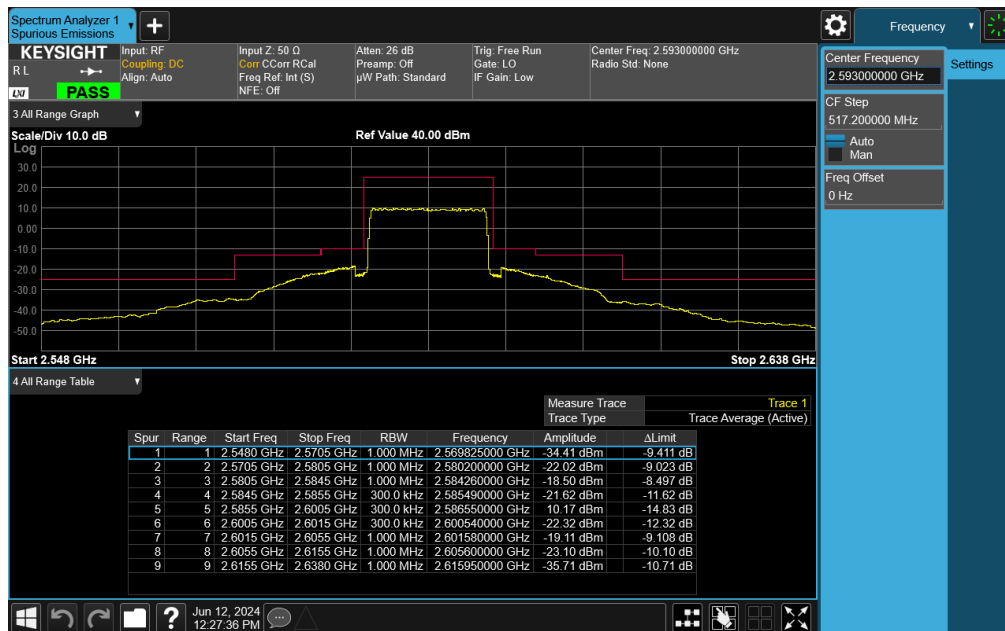 Spectrum Analyzer 1
Spurious Emissions
Frequency
KEYSIGHT
R L
LXI
PASS
Input: RF
Coupling: DC
Align: Auto
Input Z: 50 Ω
Corr CCorr RCal
Freq Ref: Int (S)
NFE: Off
Atten: 26 dB
Preamp: Off
µW Path: Standard
Trig: Free Run
Gate: LO
IF Gain: Low
Center Freq: 2.593000000 GHz
Radio Std: None
Center Frequency
2.593000000 GHz
Settings
CF Step
517.200000 MHz
Auto
Man
Freq Offset
0 Hz
3 All Range Graph
Scale/Div 10.0 dB
Ref Value 40.00 dBm
Log
30.0
20.0
10.0
0.00
-10.0
-20.0
-30.0
-40.0
-50.0
Start 2.548 GHz
Stop 2.638 GHz
4 All Range Table
Measure Trace Trace 1
Trace Type Trace Average (Active)
Spur Range Start Freq Stop Freq RBW Frequency Amplitude ΔLimit
1 1 2.5480 GHz 2.5705 GHz 1.000 MHz 2.569825000 GHz -34.41 dBm -9.411 dB
2 2 2.5705 GHz 2.5805 GHz 1.000 MHz 2.580200000 GHz -22.02 dBm -9.023 dB
3 3 2.5805 GHz 2.5845 GHz 1.000 MHz 2.584260000 GHz -18.50 dBm -8.497 dB
4 4 2.5845 GHz 2.5855 GHz 300.0 kHz 2.585490000 GHz -21.62 dBm -11.62 dB
5 5 2.5855 GHz 2.6005 GHz 300.0 kHz 2.586550000 GHz 10.17 dBm -14.83 dB
6 6 2.6005 GHz 2.6015 GHz 300.0 kHz 2.600540000 GHz -22.32 dBm -12.32 dB
7 7 2.6015 GHz 2.6055 GHz 1.000 MHz 2.601580000 GHz -19.11 dBm -9.108 dB
8 8 2.6055 GHz 2.6155 GHz 1.000 MHz 2.605600000 GHz -23.10 dBm -10.10 dB
9 9 2.6155 GHz 2.6380 GHz 1.000 MHz 2.615950000 GHz -35.71 dBm -10.71 dB
Jun 12, 2024
12:27:36 PM